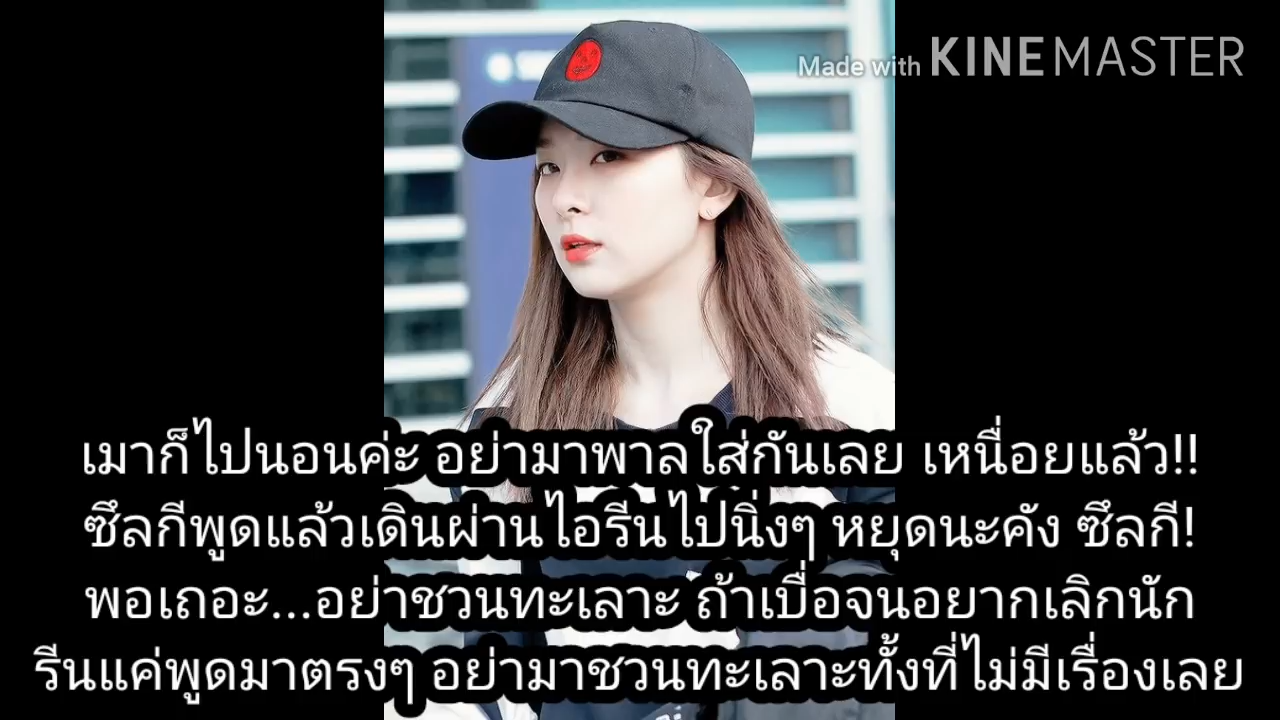 Made with KINEMASTER
เมาก็ไปนอนค่ะ อย่ามาพาลใส่กันเลย เหนื่อยแล้ว!!
ซึลกีพูดแล้วเดินผ่านไอรีนไปนิ่งๆ หยุดนะคัง ซึลกี!
พอเถอะ...อย่าชวนทะเลาะ ถ้าเบื่อจนอยากเลิกนัก
รีนแค่พูดมาตรงๆ อย่ามาชวนทะเลาะทั้งที่ไม่มีเรื่องเลย